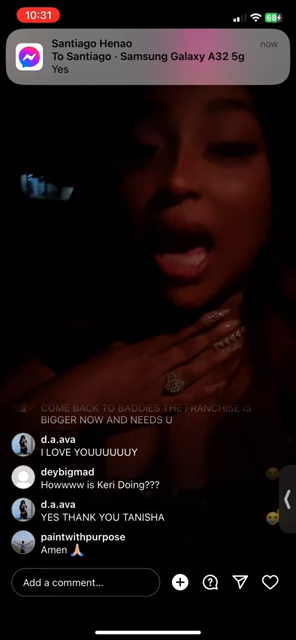 10:31
68
Santiago Henao
now
To Santiago · Samsung Galaxy A32 5g
Yes
COME BACK TO BADDIES THE FRANCHISE IS
BIGGER NOW AND NEEDS U
d.a.ava
I LOVE YOUUUUUUY
deybigmad
Howwww is Keri Doing???
d.a.ava
YES THANK YOU TANISHA
paintwithpurpose
Amen 🙏🏼
Add a comment...